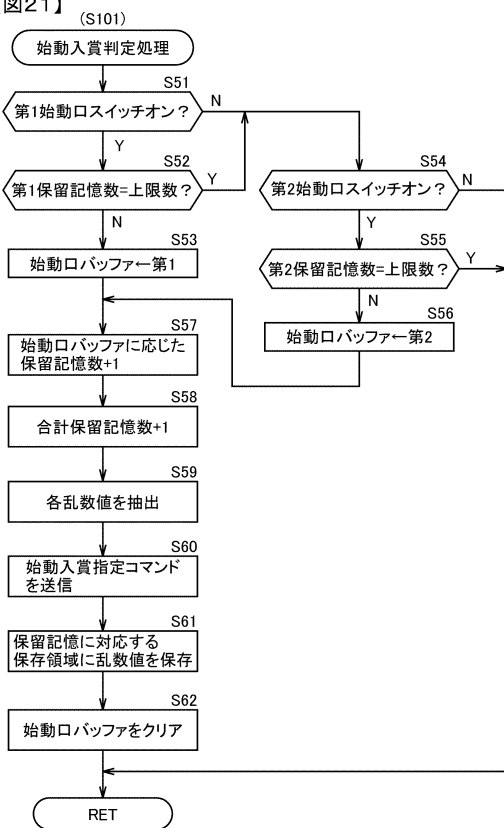 【図21】
(S101)
始動入賞判定処理
S51
第1始動口スイッチオン?
N
Y
S52
第1保留記憶数=上限数?
Y
N
S53
始動口バッファ←第1
S54
第2始動口スイッチオン?
N
Y
S55
第2保留記憶数=上限数?
Y
N
S56
始動口バッファ←第2
S57
始動口バッファに応じた
保留記憶数+1
S58
合計保留記憶数+1
S59
各乱数値を抽出
S60
始動入賞指定コマンド
を送信
S61
保留記憶に対応する
保存領域に乱数値を保存
S62
始動口バッファをクリア
RET